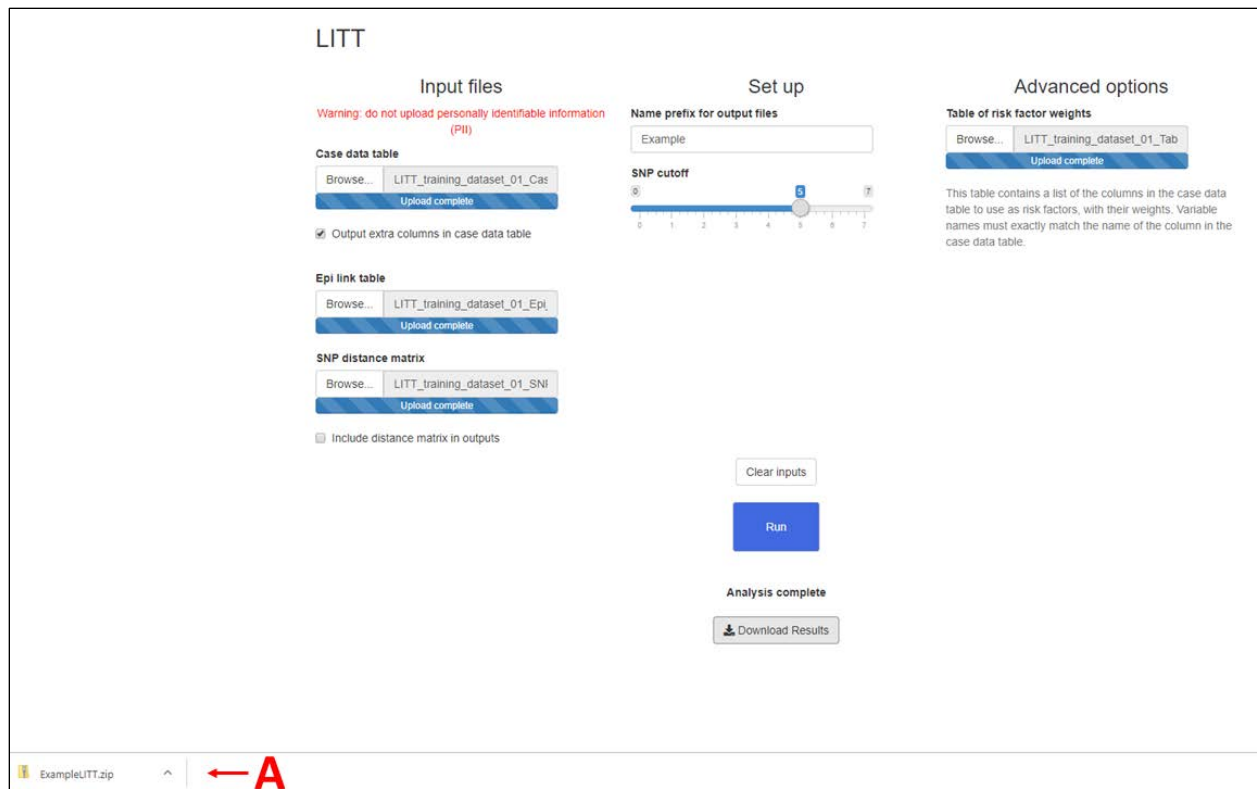 LITT
Input files
Warning: do not upload personally identifiable information
(PII)
Case data table
Browse... LITT_training_dataset_01_Cas
Upload complete
Output extra columns in case data table
Epi link table
Browse... LITT_training_dataset_01_Epi_
Upload complete
SNP distance matrix
Browse... LITT_training_dataset_01_SNP
Upload complete
Include distance matrix in outputs
Set up
Name prefix for output files
Example
SNP cutoff
0 5 7
0 1 2 3 4 5 6 7
Clear inputs
Run
Analysis complete
Download Results
Advanced options
Table of risk factor weights
Browse... LITT_training_dataset_01_Tab
Upload complete
This table contains a list of the columns in the case data
table to use as risk factors, with their weights. Variable
names must exactly match the name of the column in the
case data table.
ExampleLITT.zip
A